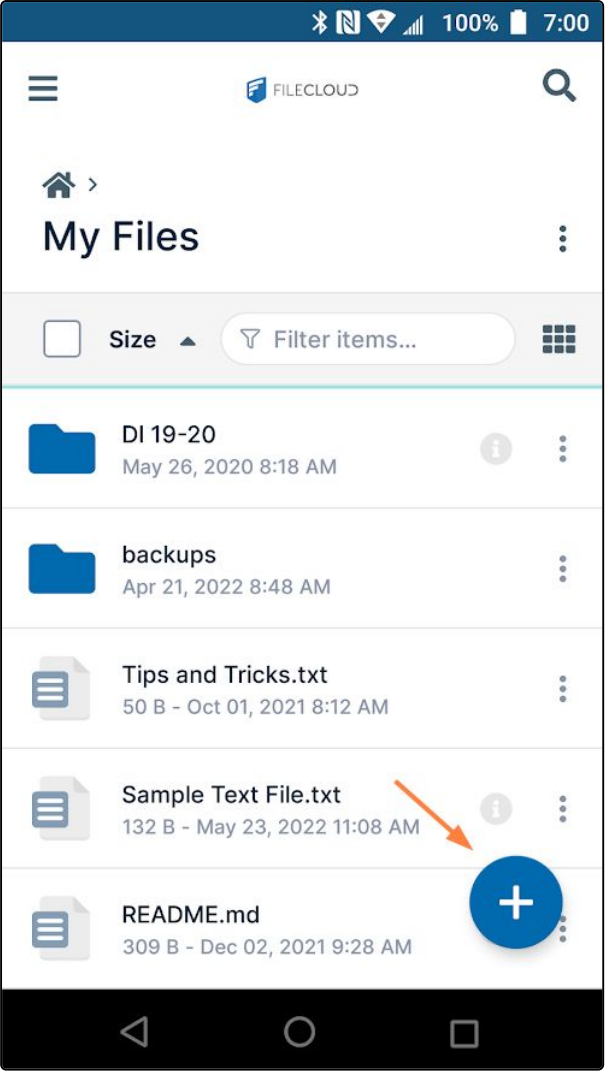 100% 7:00
FILECLOUD
My Files
Size Filter items...
DI 19-20
May 26, 2020 8:18 AM
backups
Apr 21, 2022 8:48 AM
Tips and Tricks.txt
50 B - Oct 01, 2021 8:12 AM
Sample Text File.txt
132 B - May 23, 2022 11:08 AM
README.md
309 B - Dec 02, 2021 9:28 AM